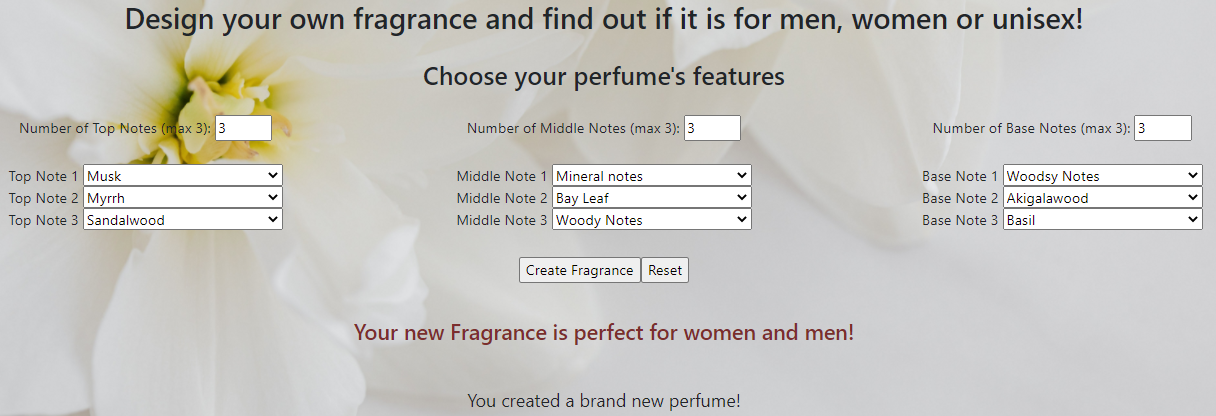 Design your own fragrance and find out if it is for men, women or unisex!
Choose your perfume's features
Number of Top Notes (max 3): 3
Number of Middle Notes (max 3): 3
Number of Base Notes (max 3): 3
Top Note 1 Musk
Top Note 2 Myrrh
Top Note 3 Sandalwood
Middle Note 1 Mineral notes
Middle Note 2 Bay Leaf
Middle Note 3 Woody Notes
Base Note 1 Woodsy Notes
Base Note 2 Akigalawood
Base Note 3 Basil
Create Fragrance Reset
Your new Fragrance is perfect for women and men!
You created a brand new perfume!